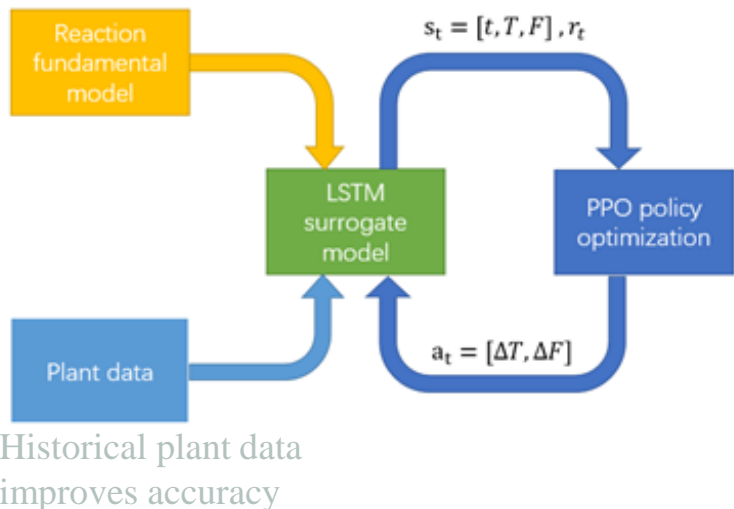 Reaction
fundamental
model
s_t = [t, T, F] , r_t
LSTM
surrogate
model
PPO policy
optimization
a_t = [ΔT, ΔF]
Plant data
Historical plant data
improves accuracy